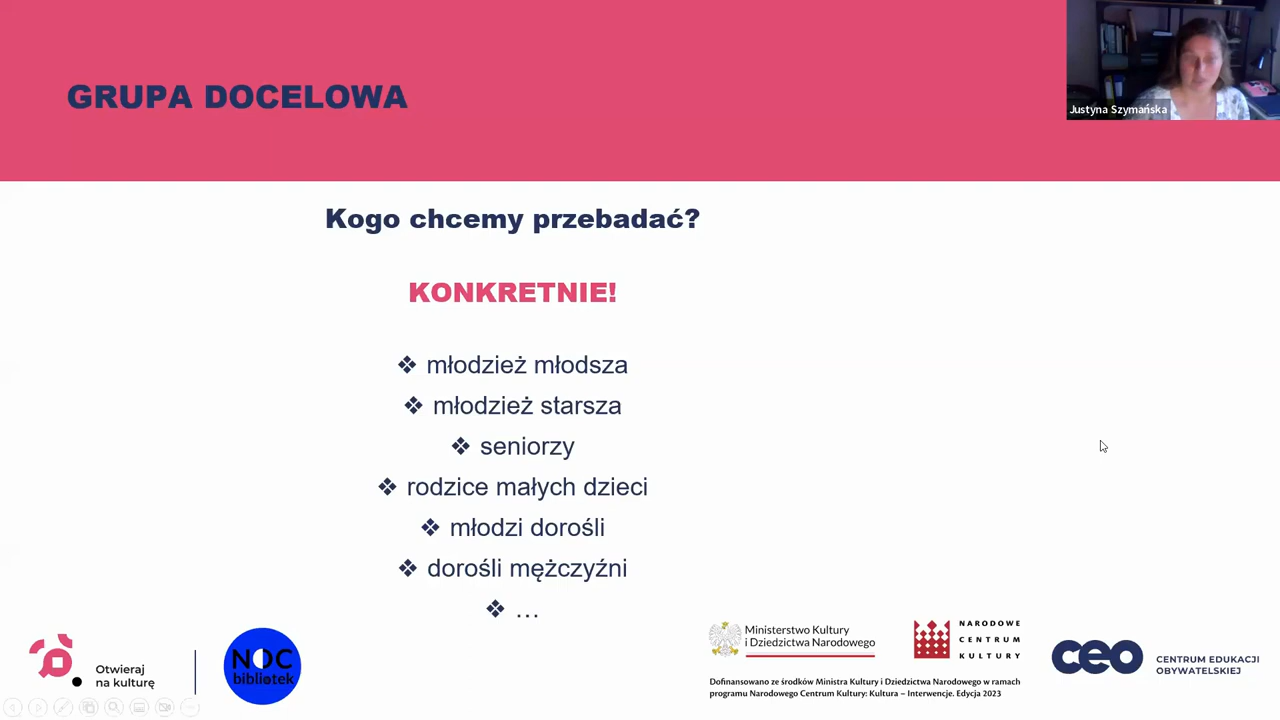 GRUPA DOCELOWA
Justyna Szymańska
Kogo chcemy przebadać?
KONKRETNIE!
❖ młodzież młodsza
❖ młodzież starsza
❖ seniorzy
❖ rodzice małych dzieci
❖ młodzi dorośli
❖ dorośli mężczyźni
❖ …
Otwieraj
na kulturę
NOC
bibliotek
Ministerstwo Kultury
i Dziedzictwa Narodowego
NARODOWE
CENTRUM
KULTURY
Dofinansowano ze środków Ministra Kultury i Dziedzictwa Narodowego w ramach
programu Narodowego Centrum Kultury: Kultura – Interwencje. Edycja 2023
ceo
CENTRUM EDUKACJI
OBYWATELSKIEJ